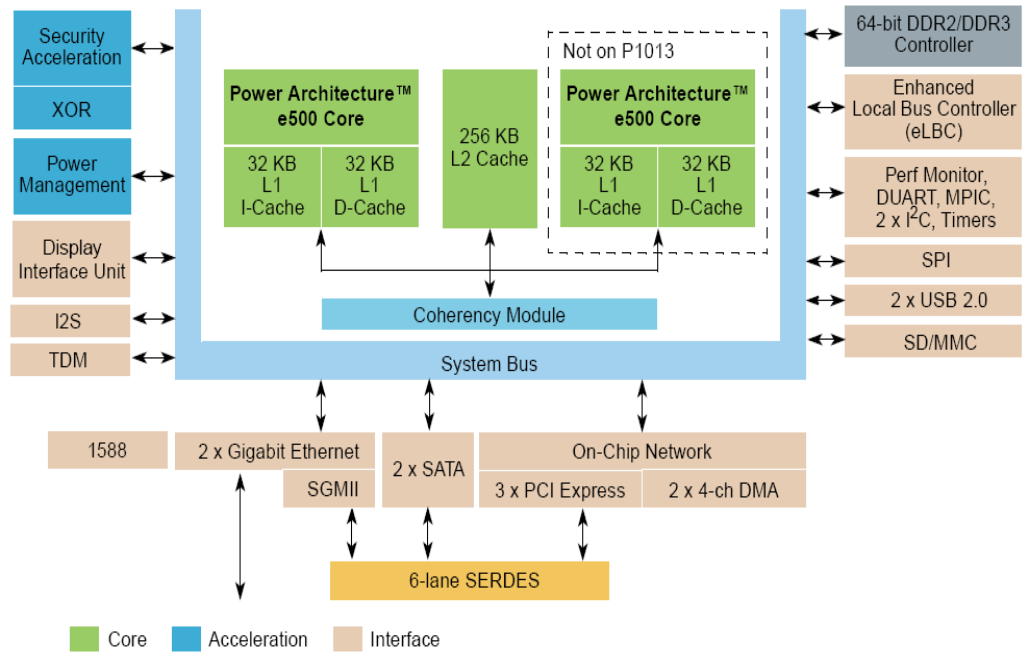 Security
Acceleration
XOR
Power
Management
Display
Interface Unit
I2S
TDM
Not on P1013
Power Architecture™
e500 Core
32 KB
L1
I-Cache
32 KB
L1
D-Cache
256 KB
L2 Cache
Power Architecture™
e500 Core
32 KB
L1
I-Cache
32 KB
L1
D-Cache
Coherency Module
System Bus
64-bit DDR2/DDR3
Controller
Enhanced
Local Bus Controller
(eLBC)
Perf Monitor,
DUART, MPIC,
2 x I²C, Timers
SPI
2 x USB 2.0
SD/MMC
1588
2 x Gigabit Ethernet
SGMII
2 x SATA
On-Chip Network
3 x PCI Express
2 x 4-ch DMA
6-lane SERDES
Core
Acceleration
Interface